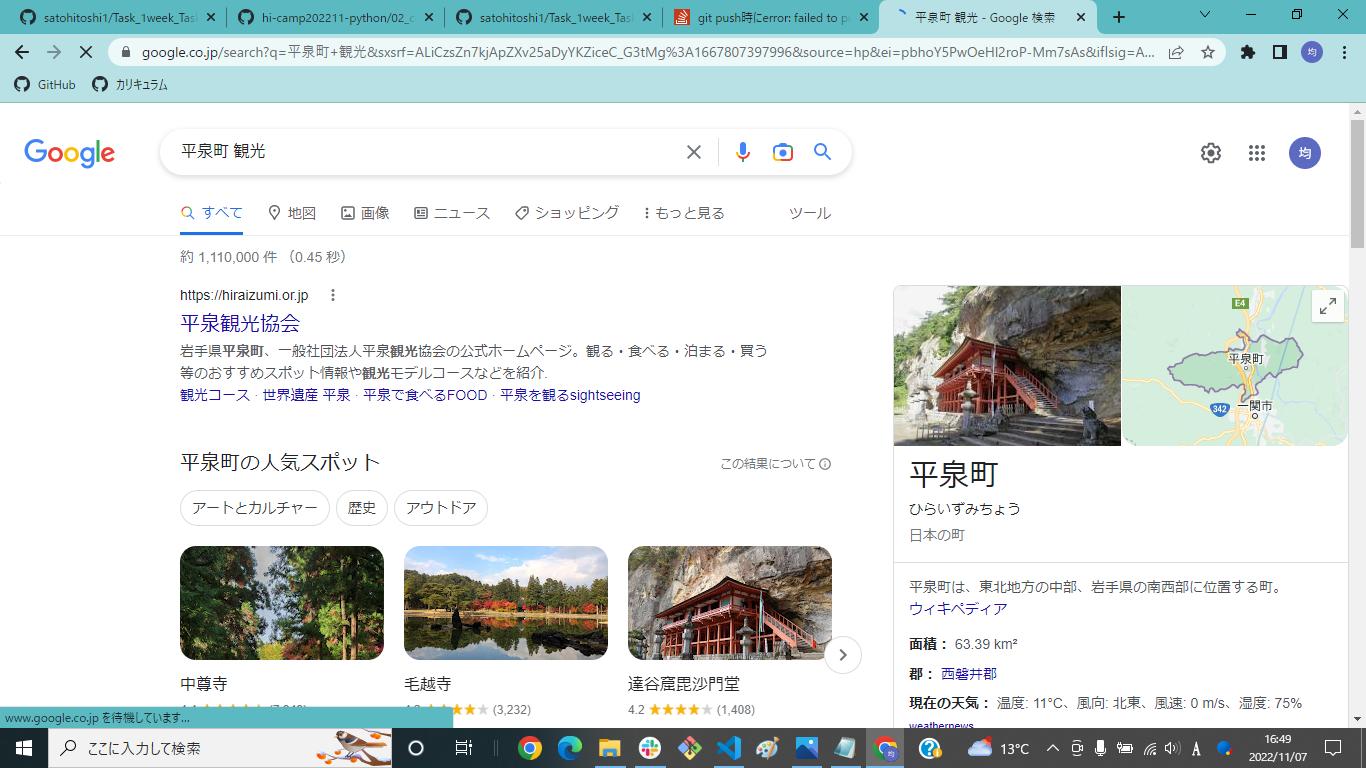 satohitoshi1/Task_1week_Tas
hi-camp202211-python/02_c
satohitoshi1/Task_1week_Tas
git push時にerror: failed to p
平泉町 観光 - Google 検索
google.co.jp/search?q=平泉町+観光&sxsrf=ALiCzsZn7kjApZXv25aDyYKZiceC_G3tMg%3A1667807397996&source=hp&ei=pbhoY5PwOeHI2roP-Mm7sAs&iflsig=A...
均
GitHub
カリキュラム
Google
平泉町 観光
均
すべて
地図
画像
ニュース
ショッピング
もっと見る
ツール
約 1,110,000 件 （0.45 秒）
https://hiraizumi.or.jp
平泉観光協会
岩手県平泉町、一般社団法人平泉観光協会の公式ホームページ。観る・食べる・泊まる・買う
等のおすすめスポット情報や観光モデルコースなどを紹介.
観光コース · 世界遺産 平泉 · 平泉で食べるFOOD · 平泉を観るsightseeing
平泉町の人気スポット
この結果について
アートとカルチャー
歴史
アウトドア
中尊寺
毛越寺
達谷窟毘沙門堂
(3,232)
4.2
(1,408)
E4
平泉町
342
一関市
平泉町
ひらいずみちょう
日本の町
平泉町は、東北地方の中部、岩手県の南西部に位置する町。
ウィキペディア
面積： 63.39 km²
郡： 西磐井郡
現在の天気： 温度: 11°C、風向: 北東、風速: 0 m/s、湿度: 75%
weathernews
www.google.co.jp を待機しています...
ここに入力して検索
均
13°C
A
16:49
2022/11/07